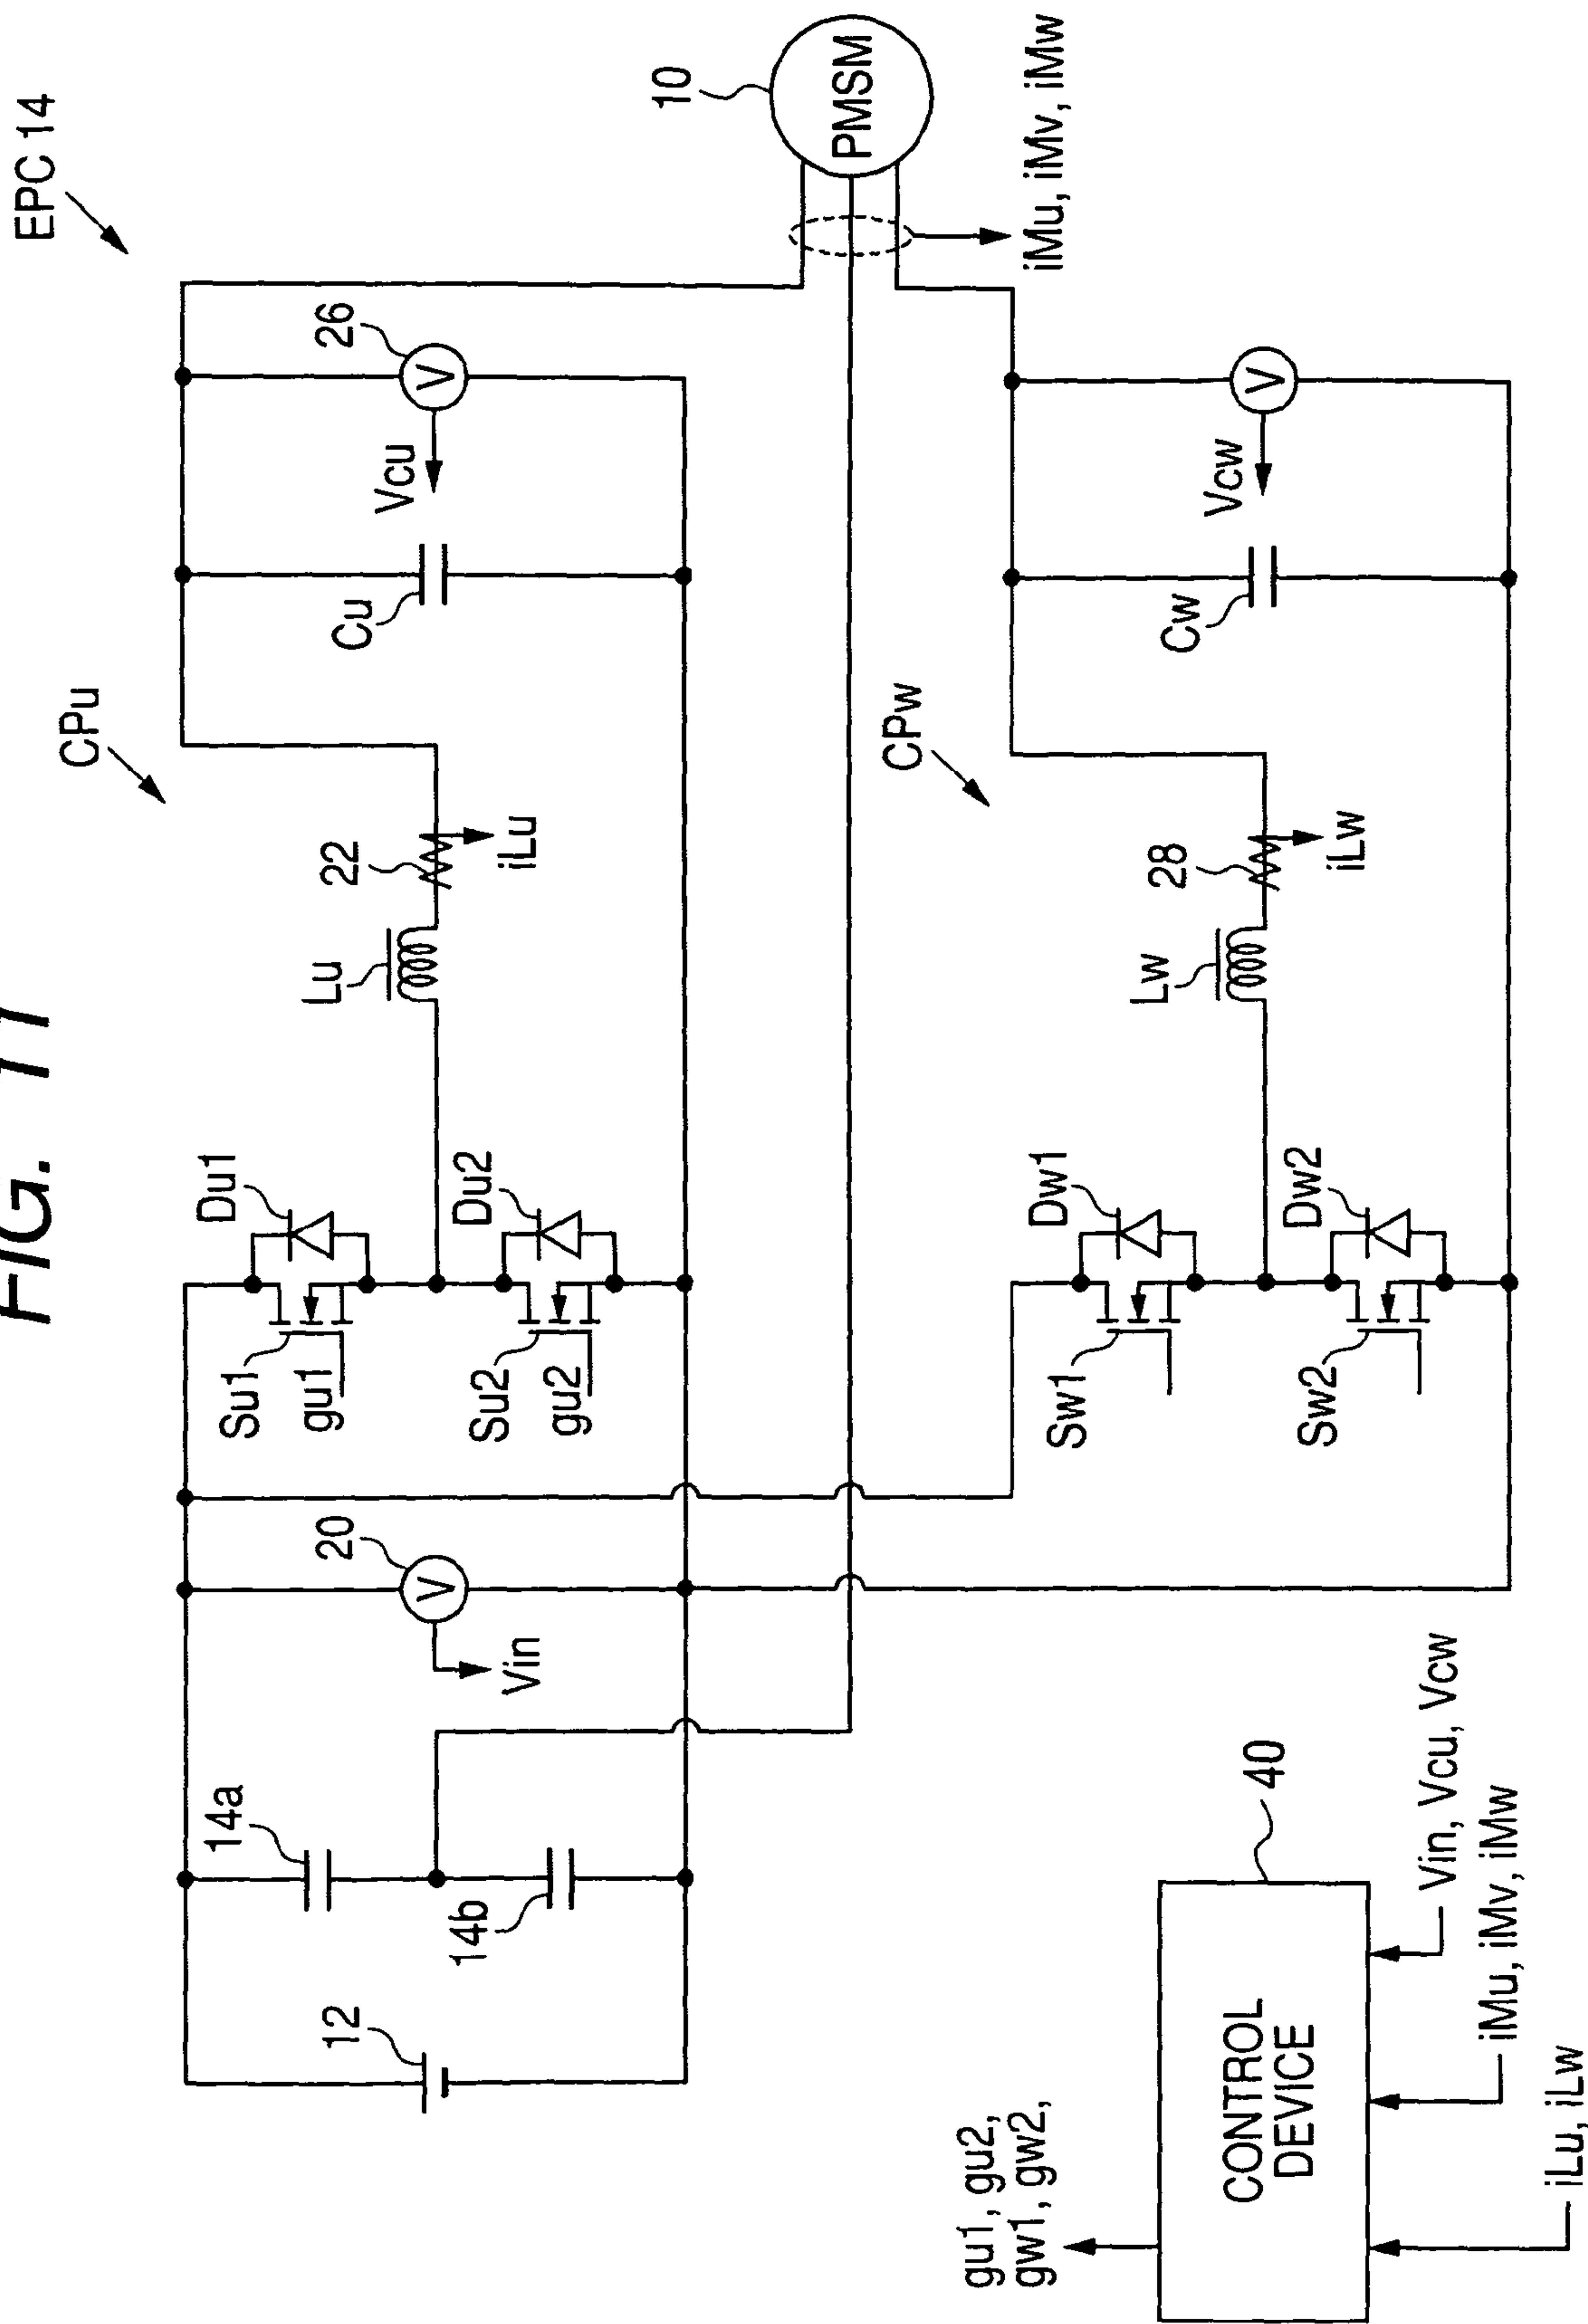 FIG. 11
EPC 14
CPu
Su1
gu1
Du1
Su2
gu2
Du2
Lu
22
iLu
Cu
Vcu
26
10
PMSM
iMu, iMv, iMw
12
14a
14b
20
V
Vin
V
CPw
Sw1
Dw1
Sw2
Dw2
Lw
28
iLw
Cw
Vcw
V
gu1, gu2,
gw1, gw2,
CONTROL
DEVICE
40
Vin, Vcu, Vcw
iMu, iMv, iMw
iLu, iLw